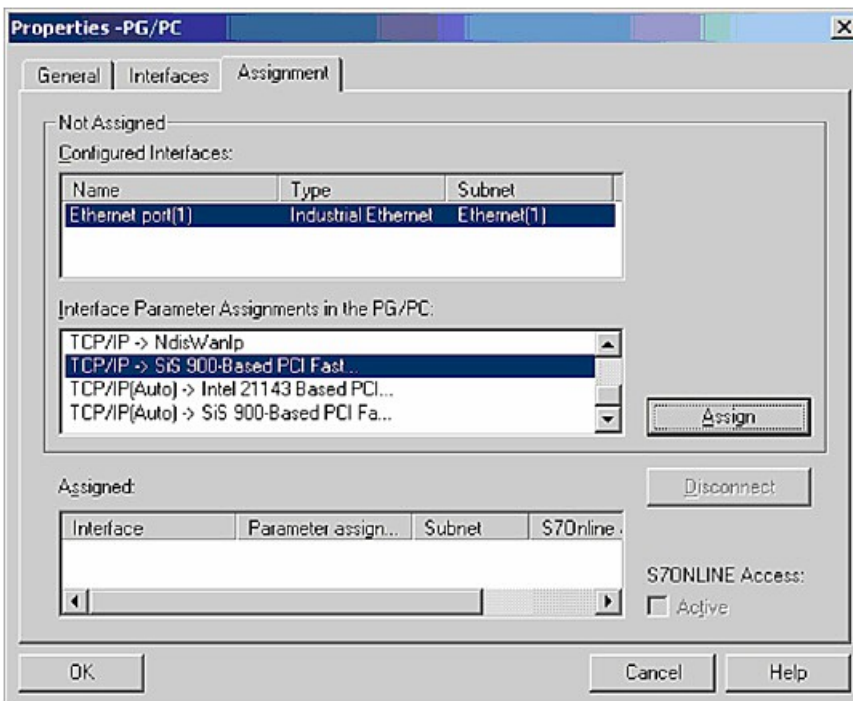 Properties -PG/PC
General Interfaces Assignment
Not Assigned
Configured Interfaces:
Name Type Subnet
Ethernet port(1) Industrial Ethernet Ethernet(1)
Interface Parameter Assignments in the PG/PC:
TCP/IP -> NdisWanIp
TCP/IP -> SiS 900-Based PCI Fast...
TCP/IP(Auto) -> Intel 21143 Based PCI...
TCP/IP(Auto) -> SiS 900-Based PCI Fa...
Assign
Assigned:
Disconnect
Interface Parameter assign... Subnet S7Online
S7ONLINE Access:
Active
OK Cancel Help